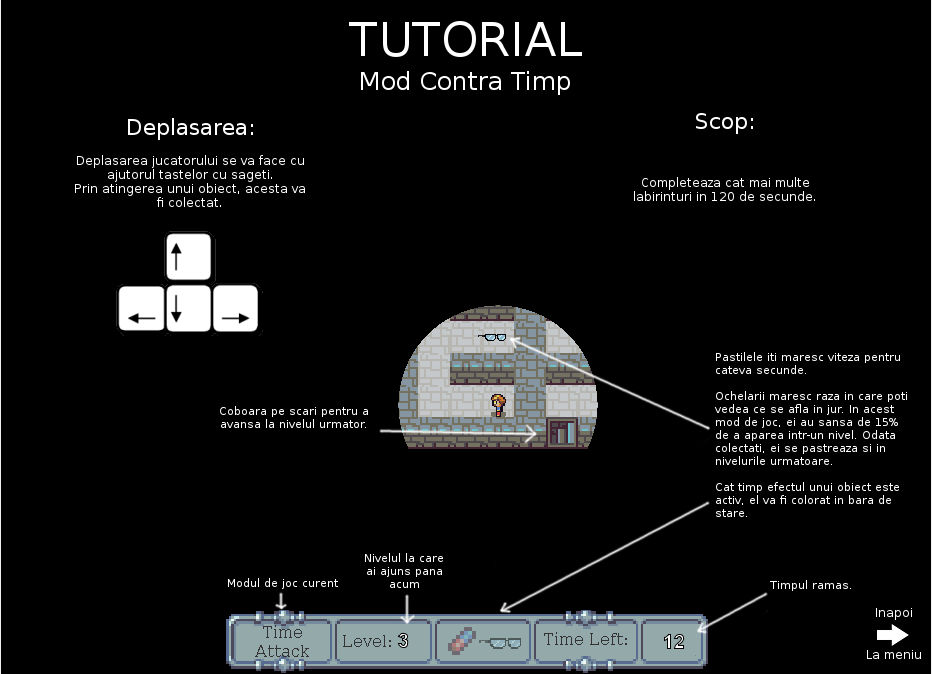 TUTORIAL
Mod Contra Timp
Deplasarea:
Deplasarea jucatorului se va face cu
ajutorul tastelor cu sageti.
Prin atingerea unui obiect, acesta va
fi colectat.
Scop:
Completeaza cat mai multe
labirinturi in 120 de secunde.
Coboara pe scari pentru a
avansa la nivelul urmator.
Pastilele iti maresc viteza pentru
cateva secunde.
Ochelarii maresc raza in care poti
vedea ce se afla in jur. In acest
mod de joc, ei au sansa de 15%
de a aparea intr-un nivel. Odata
colectati, ei se pastreaza si in
nivelurile urmatoare.
Cat timp efectul unui obiect este
activ, el va fi colorat in bara de
stare.
Modul de joc curent
Nivelul la care
ai ajuns pana
acum
Timpul ramas.
Time
Attack
Level: 3
Time Left:
12
Inapoi
La meniu